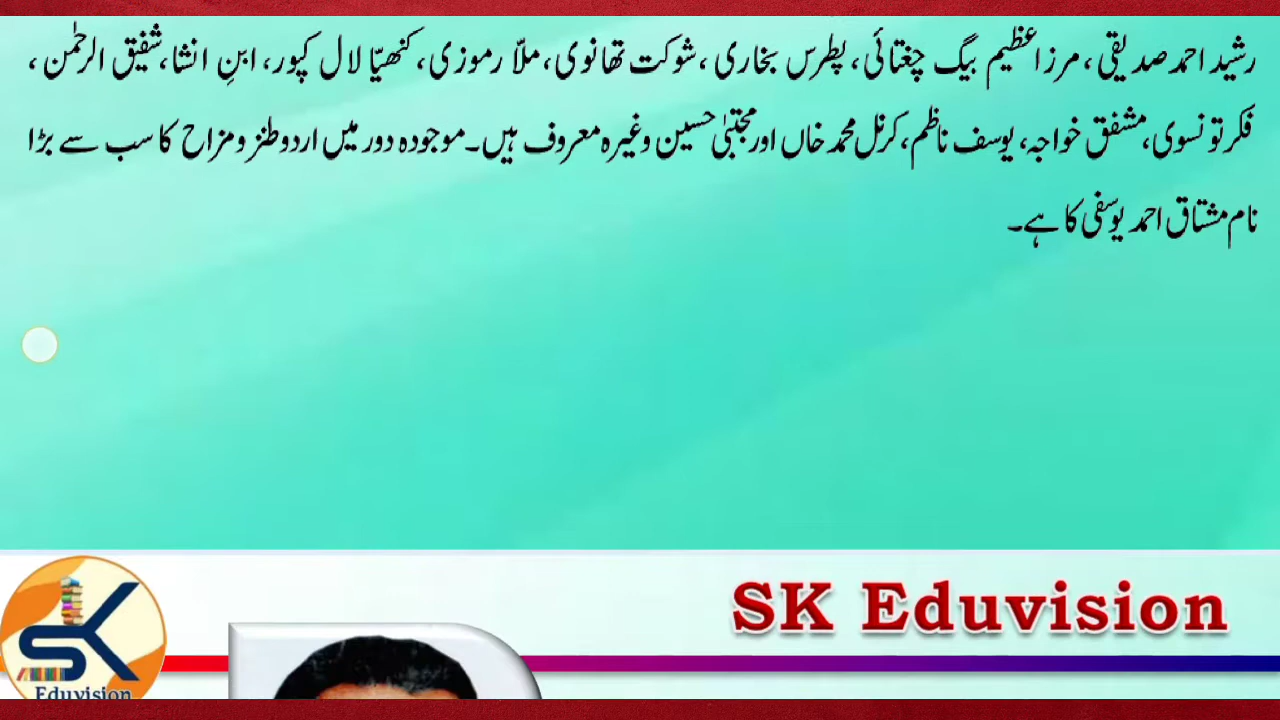 رشید احمد صدیقی، مرزا عظیم بیگ چغتائی، پطرس بخاری، شوکت تھانوی، ملّا رموزی، کنھیّا لال کپور، ابنِ انشا، شفیق الرحمٰن،
فکر تونسوی، مشفق خواجہ، یوسف ناظم، کرنل محمد خاں اور مجتبیٰ حسین وغیرہ معروف ہیں۔ موجودہ دور میں اردو طنز و مزاح کا سب سے بڑا
نام مشتاق احمد یوسفی کا ہے۔
SK Eduvision
SK
Eduvision